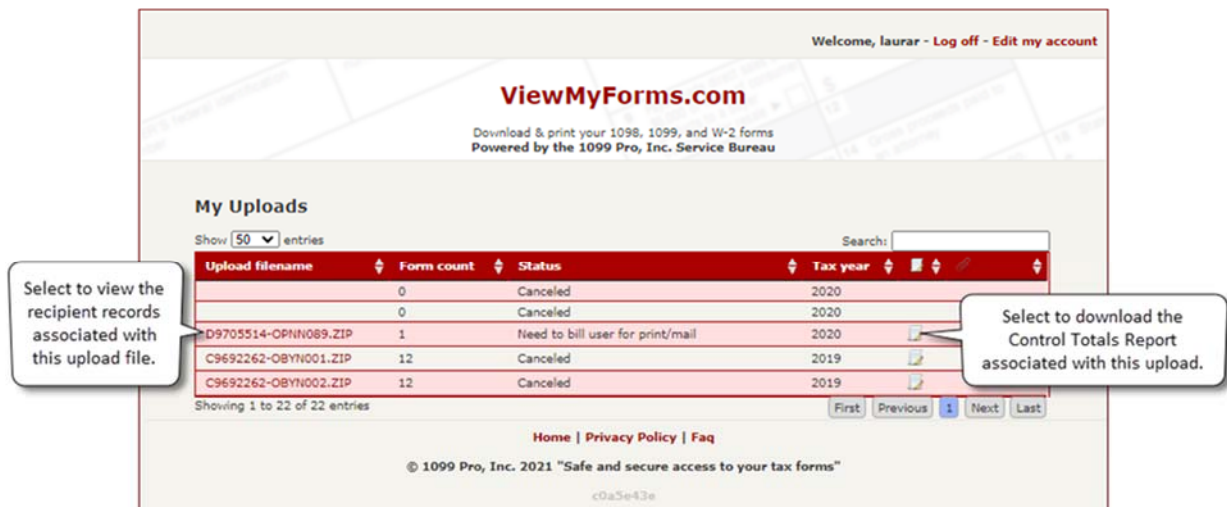 Welcome, laurar - Log off - Edit my account
ViewMyForms.com
Download & print your 1098, 1099, and W-2 forms
Powered by the 1099 Pro, Inc. Service Bureau
My Uploads
Show 50 entries
Search:
Upload filename Form count Status Tax year
0 Canceled 2020
0 Canceled 2020
D9705514-OPNN089.ZIP 1 Need to bill user for print/mail 2020
C9692262-OBYN001.ZIP 12 Canceled 2019
C9692262-OBYN002.ZIP 12 Canceled 2019
Showing 1 to 22 of 22 entries
First Previous 1 Next Last
Select to view the
recipient records
associated with
this upload file.
Select to download the
Control Totals Report
associated with this upload.
Home | Privacy Policy | Faq
© 1099 Pro, Inc. 2021 "Safe and secure access to your tax forms"
c0a5e43e